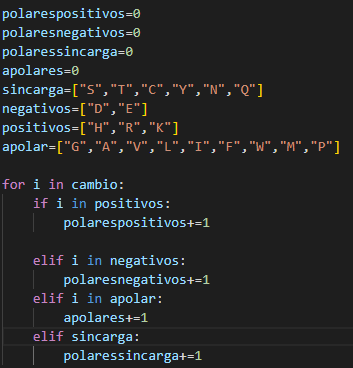 polarespositivos=0
polaresnegativos=0
polaressincarga=0
apolares=0
sincarga=["S","T","C","Y","N","Q"]
negativos=["D","E"]
positivos=["H","R","K"]
apolar=["G","A","V","L","I","F","W","M","P"]
for i in cambio:
    if i in positivos:
        polarespositivos+=1
    elif i in negativos:
        polaresnegativos+=1
    elif i in apolar:
        apolares+=1
    elif sincarga:
        polaressincarga+=1